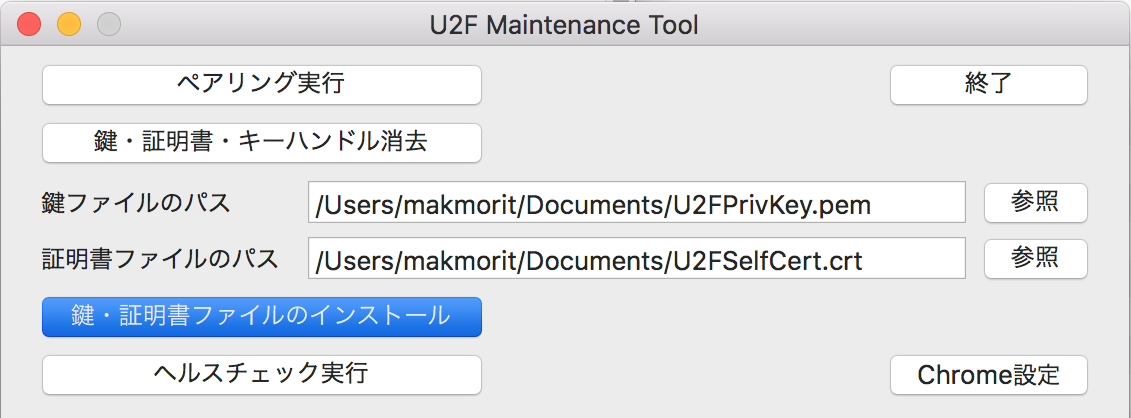 U2F Maintenance Tool
ペアリング実行
終了
鍵・証明書・キーハンドル消去
鍵ファイルのパス
/Users/makmorit/Documents/U2FPrivKey.pem
参照
証明書ファイルのパス
/Users/makmorit/Documents/U2FSelfCert.crt
参照
鍵・証明書ファイルのインストール
ヘルスチェック実行
Chrome設定